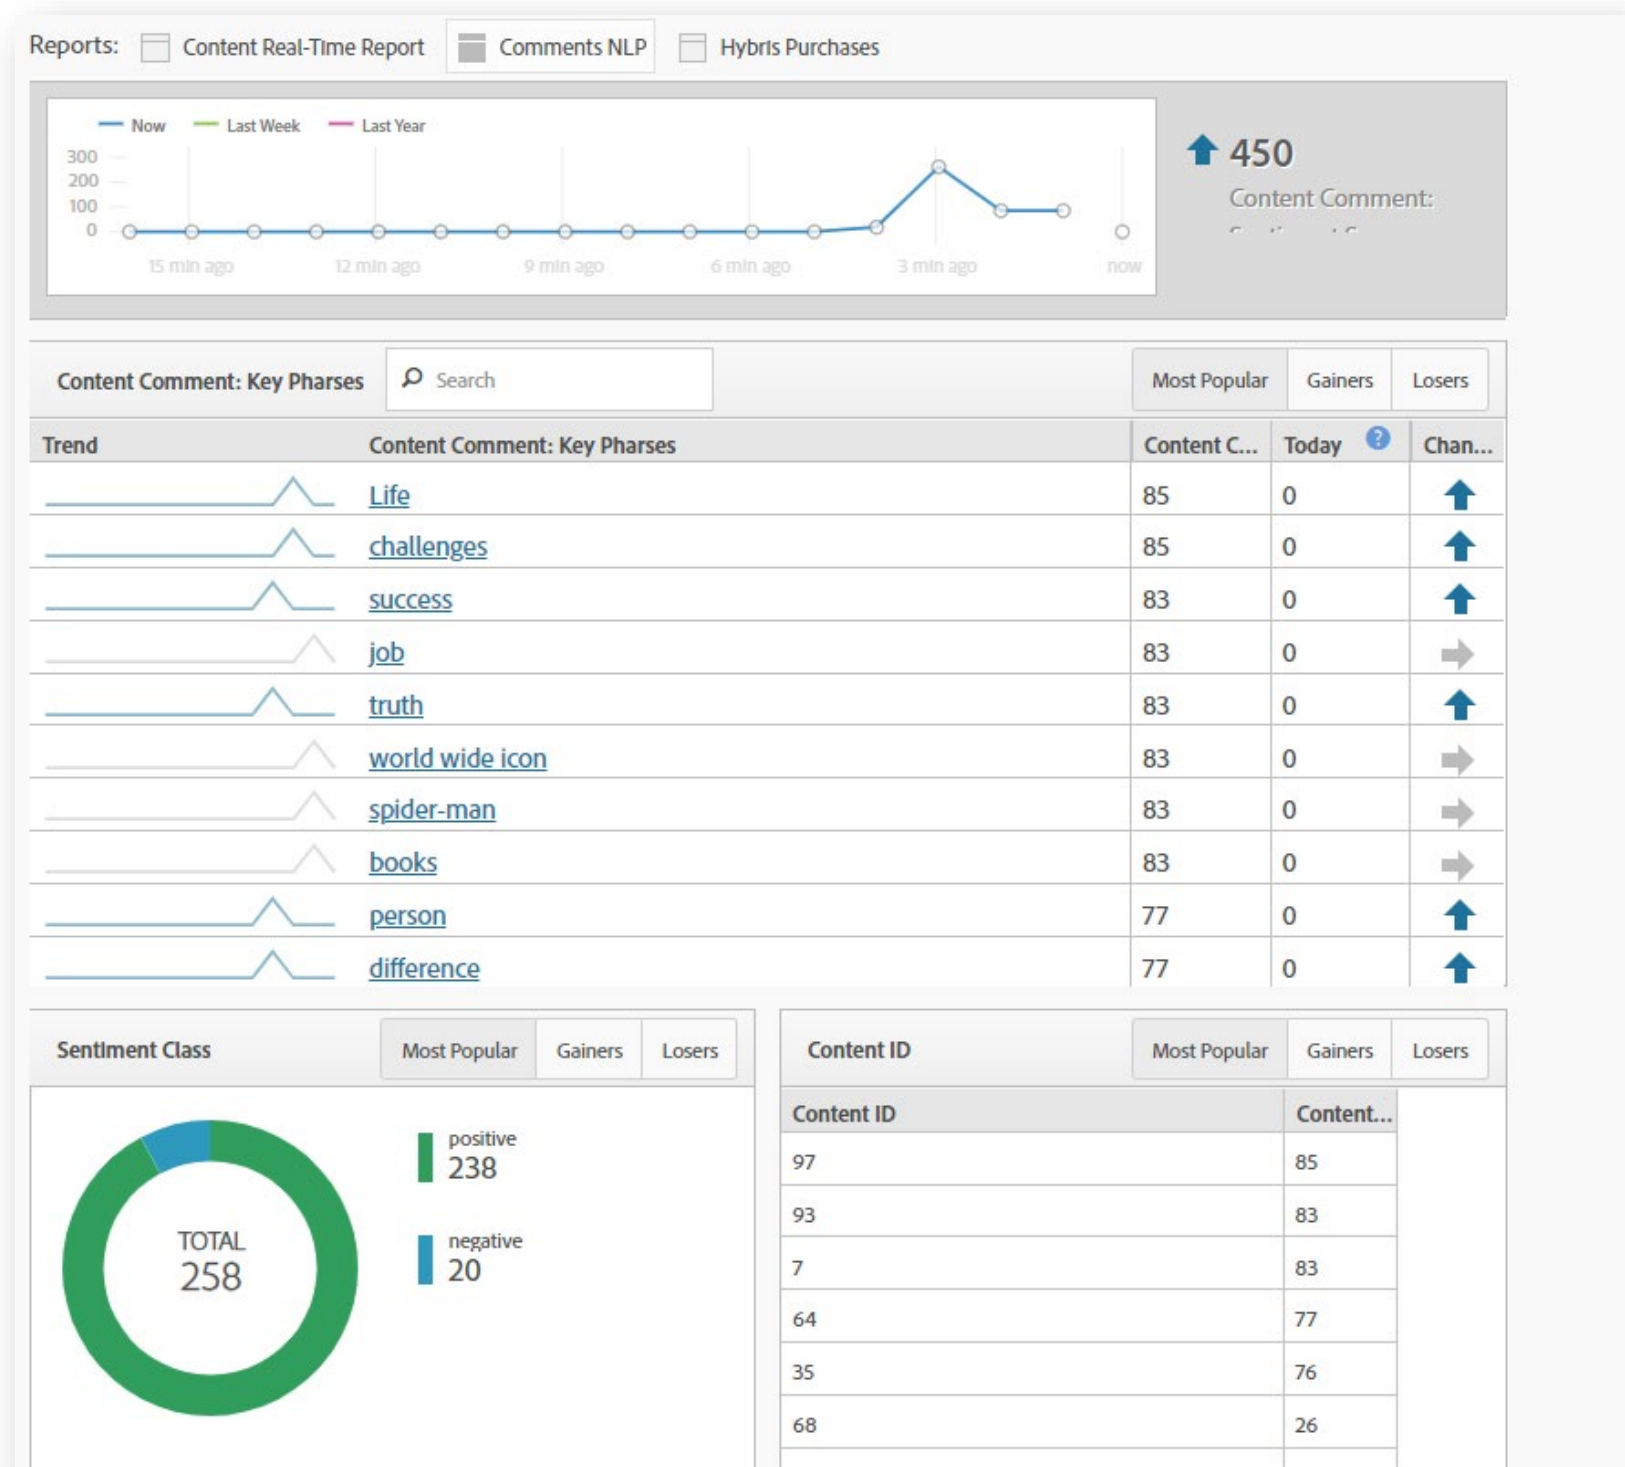 Reports: Content Real-Time Report Comments NLP Hybris Purchases
Now Last Week Last Year
300
200
100
0
15 min ago 12 min ago 9 min ago 6 min ago 3 min ago now
450
Content Comment:
Content Comment: Key Pharses Search Most Popular Gainers Losers
Trend Content Comment: Key Pharses Content C... Today ? Chan...
Life 85 0
challenges 85 0
success 83 0
job 83 0
truth 83 0
world wide icon 83 0
spider-man 83 0
books 83 0
person 77 0
difference 77 0
Sentiment Class Most Popular Gainers Losers
positive
238
negative
20
TOTAL
258
Content ID Most Popular Gainers Losers
Content ID Content...
97 85
93 83
7 83
64 77
35 76
68 26